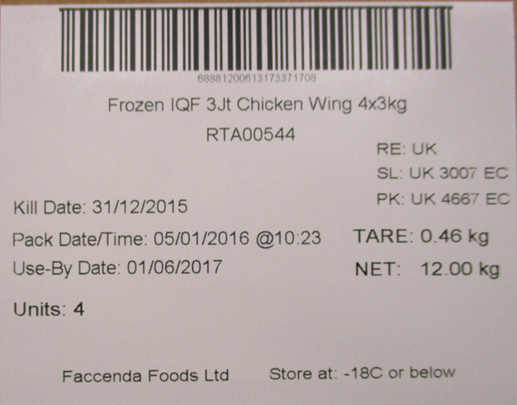 68881200613173371708
Frozen IQF 3Jt Chicken Wing 4x3kg
RTA00544
RE: UK
SL: UK 3007 EC
PK: UK 4667 EC
Kill Date: 31/12/2015
Pack Date/Time: 05/01/2016 @10:23
TARE: 0.46 kg
Use-By Date: 01/06/2017
NET: 12.00 kg
Units: 4
Faccenda Foods Ltd
Store at: -18C or below